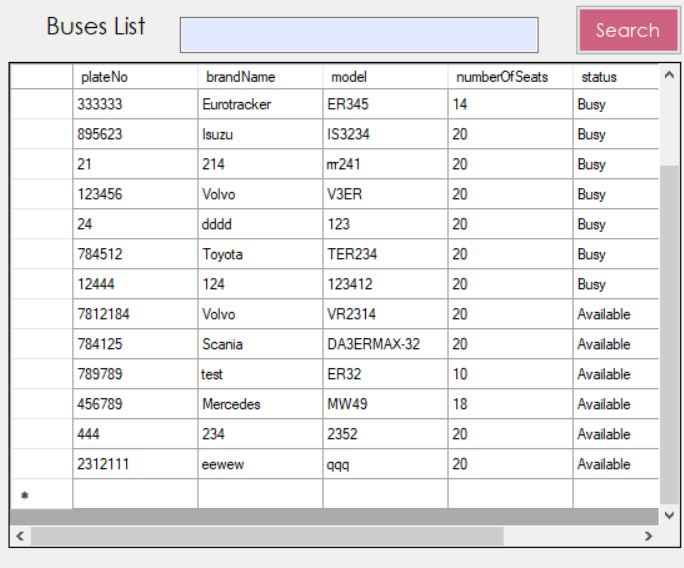 Buses List Search
plateNo brandName model numberOfSeats status
333333 Eurotracker ER345 14 Busy
895623 Isuzu IS3234 20 Busy
21 214 rrr241 20 Busy
123456 Volvo V3ER 20 Busy
24 dddd 123 20 Busy
784512 Toyota TER234 20 Busy
12444 124 123412 20 Busy
7812184 Volvo VR2314 20 Available
784125 Scania DA3ERMAX-32 20 Available
789789 test ER32 10 Available
456789 Mercedes MW49 18 Available
444 234 2352 20 Available
2312111 eewew qqq 20 Available